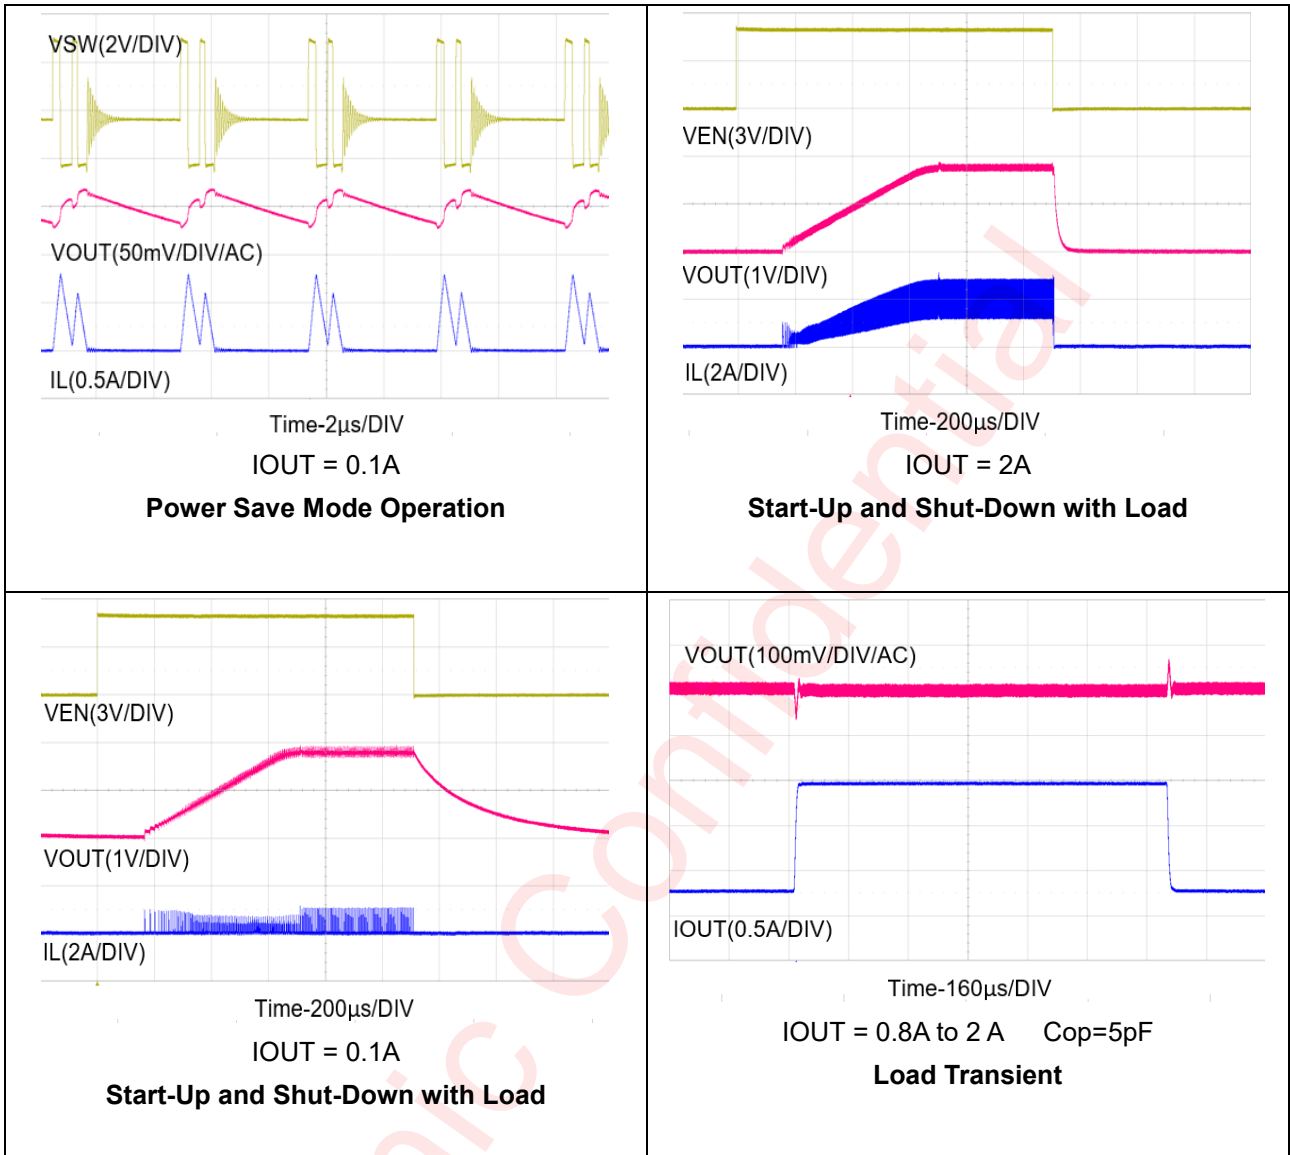 VSW(2V/DIV)
VOUT(50mV/DIV/AC)
IL(0.5A/DIV)
Time-2μs/DIV
IOUT = 0.1A
Power Save Mode Operation
VEN(3V/DIV)
VOUT(1V/DIV)
IL(2A/DIV)
Time-200μs/DIV
IOUT = 2A
Start-Up and Shut-Down with Load
VEN(3V/DIV)
VOUT(1V/DIV)
IL(2A/DIV)
Time-200μs/DIV
IOUT = 0.1A
Start-Up and Shut-Down with Load
VOUT(100mV/DIV/AC)
IOUT(0.5A/DIV)
Time-160μs/DIV
IOUT = 0.8A to 2 A Cop=5pF
Load Transient
nic Confidential